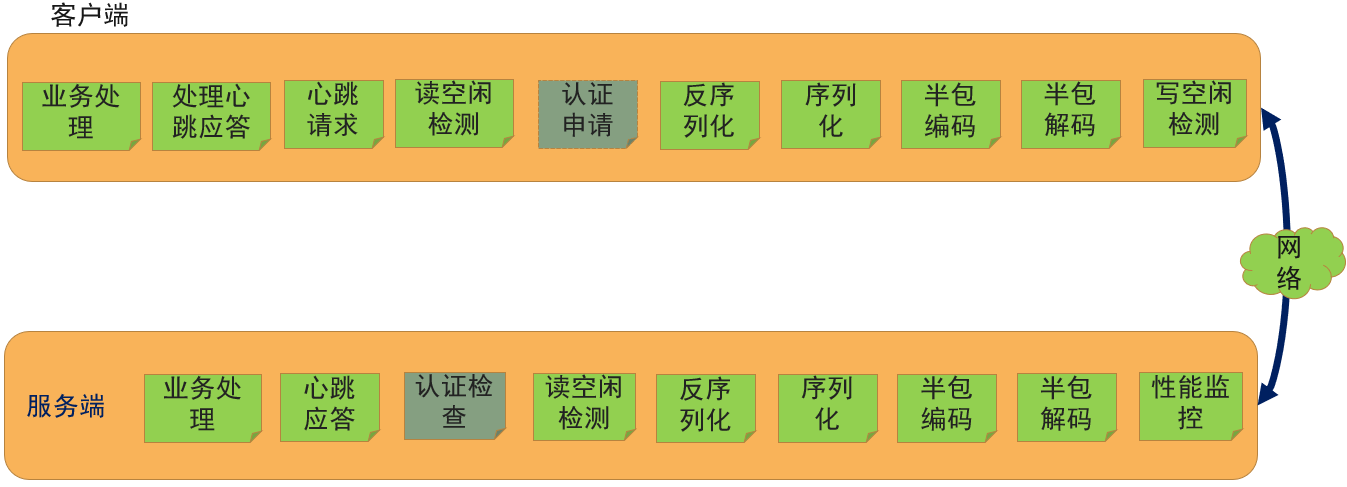 客户端
业务处
理
处理心
跳应答
心跳
请求
读空闲
检测
认证
申请
反序
列化
序列
化
半包
编码
半包
解码
写空闲
检测
网
络
服务端
业务处
理
心跳
应答
认证检
查
读空闲
检测
反序
列化
序列
化
半包
编码
半包
解码
性能监
控